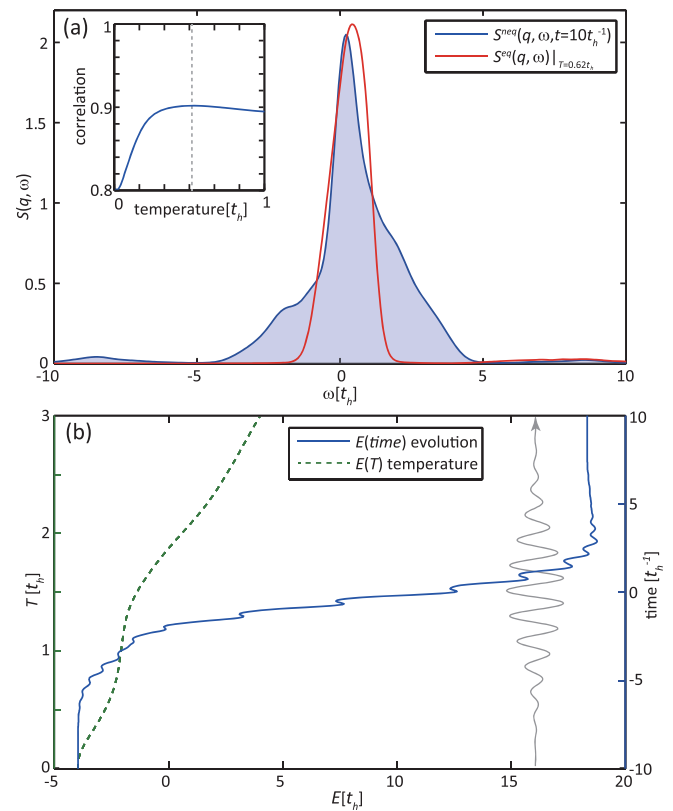 (a)
S^neq(q, ω,t=10t_h^-1)
S^eq(q, ω)|_T=0.62t_h
2
1.5
1
0.5
0
S(q,ω)
1
0.9
0.8
correlation
0
1
temperature[t_h]
-10
-5
0
5
10
ω[t_h]
(b)
E(time) evolution
E(T) temperature
3
2
1
0
T [t_h]
10
5
0
-5
-10
time [t_h^-1]
-5
0
5
10
15
20
E[t_h]